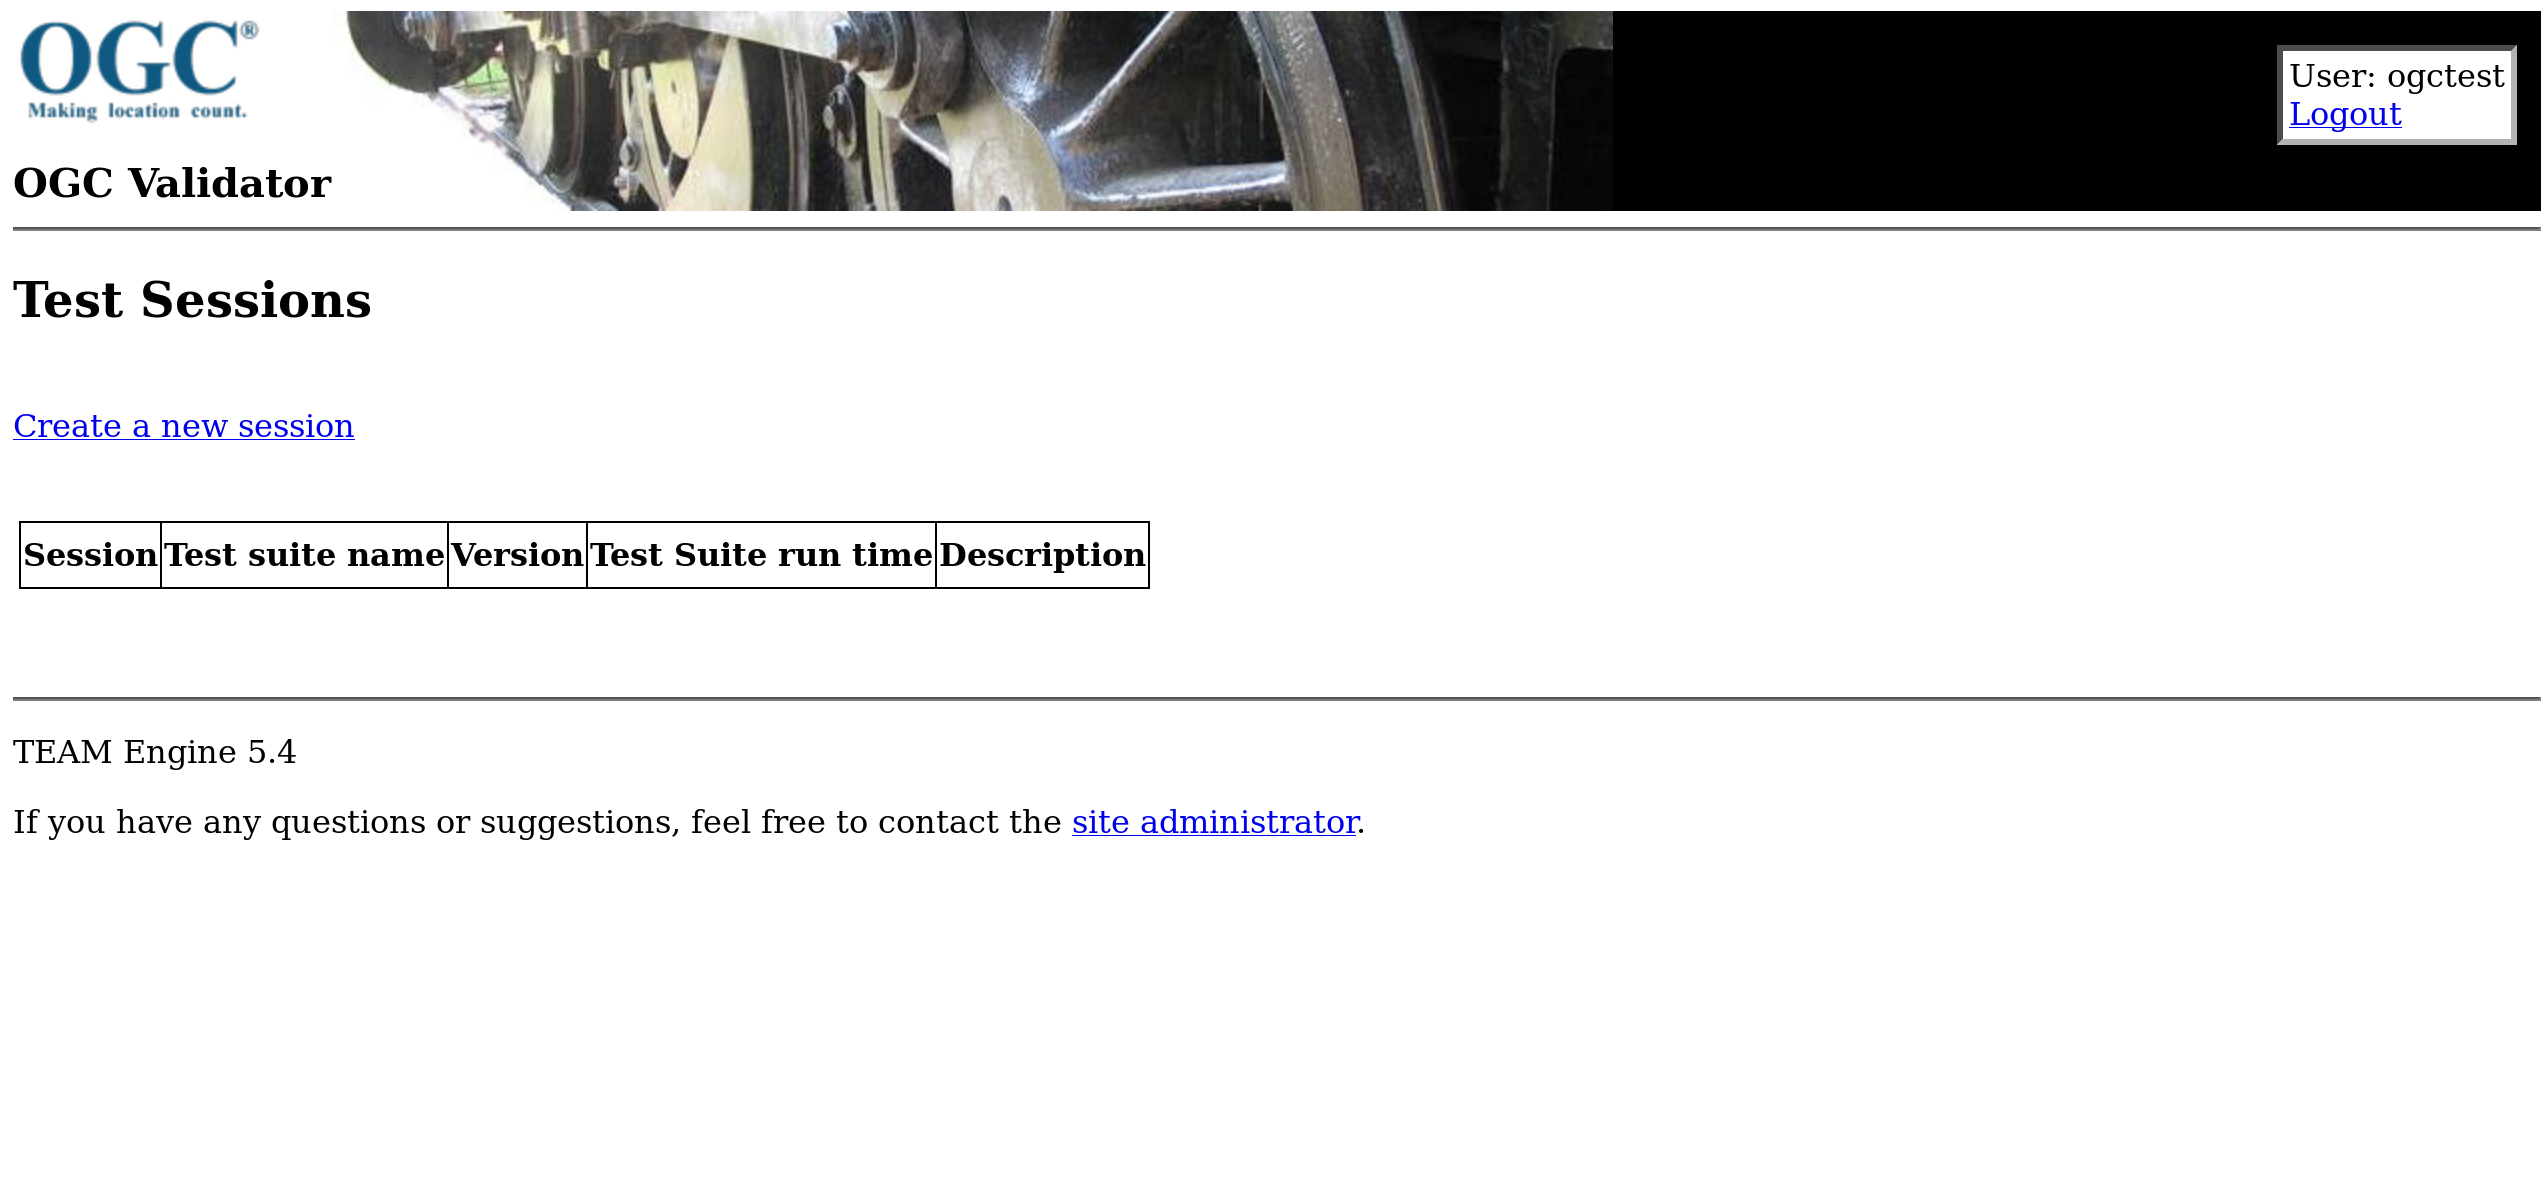 OGC®
Making location count.
OGC Validator
User: ogctest
Logout
Test Sessions
Create a new session
Session Test suite name Version Test Suite run time Description
TEAM Engine 5.4
If you have any questions or suggestions, feel free to contact the site administrator.